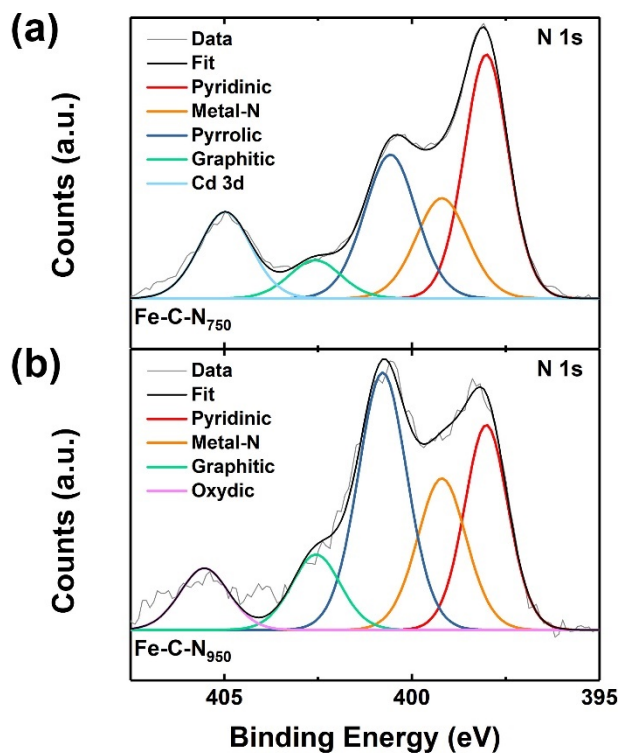 (a)
N 1s
Data
Fit
Pyridinic
Metal-N
Pyrrolic
Graphitic
Cd 3d
Counts (a.u.)
Fe-C-N750
(b)
N 1s
Data
Fit
Pyridinic
Metal-N
Graphitic
Oxydic
Counts (a.u.)
Fe-C-N950
405 400 395
Binding Energy (eV)